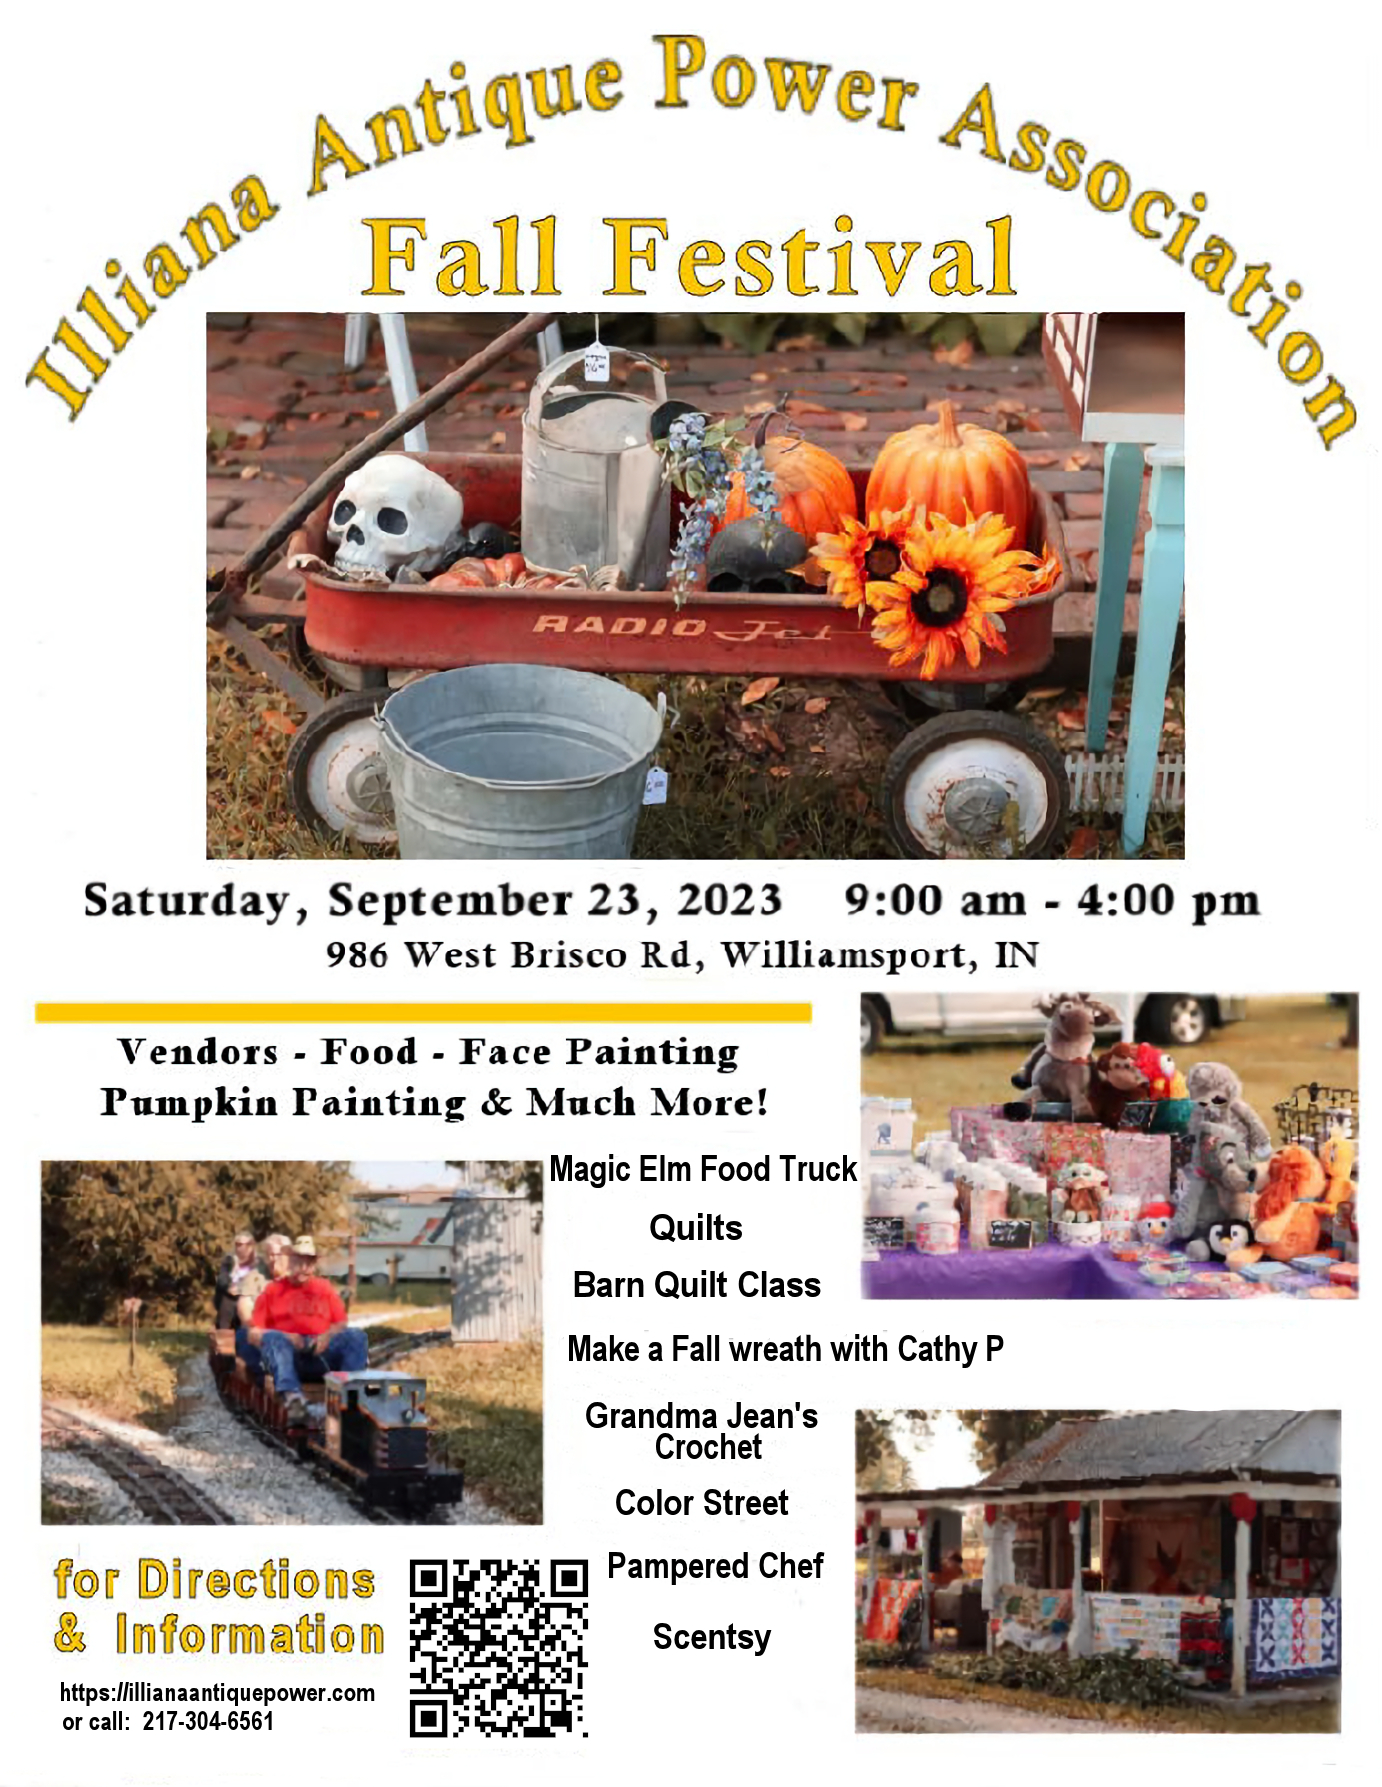 Illiana Antique Power Association
Fall Festival
RADIO Jet
Saturday, September 23, 2023 9:00 am - 4:00 pm
986 West Brisco Rd, Williamsport, IN
Vendors - Food - Face Painting
Pumpkin Painting & Much More!
Magic Elm Food Truck
Quilts
Barn Quilt Class
Make a Fall wreath with Cathy P
Grandma Jean's
Crochet
Color Street
Pampered Chef
Scentsy
for Directions
& Information
https://illianaantiquepower.com
or call: 217-304-6561